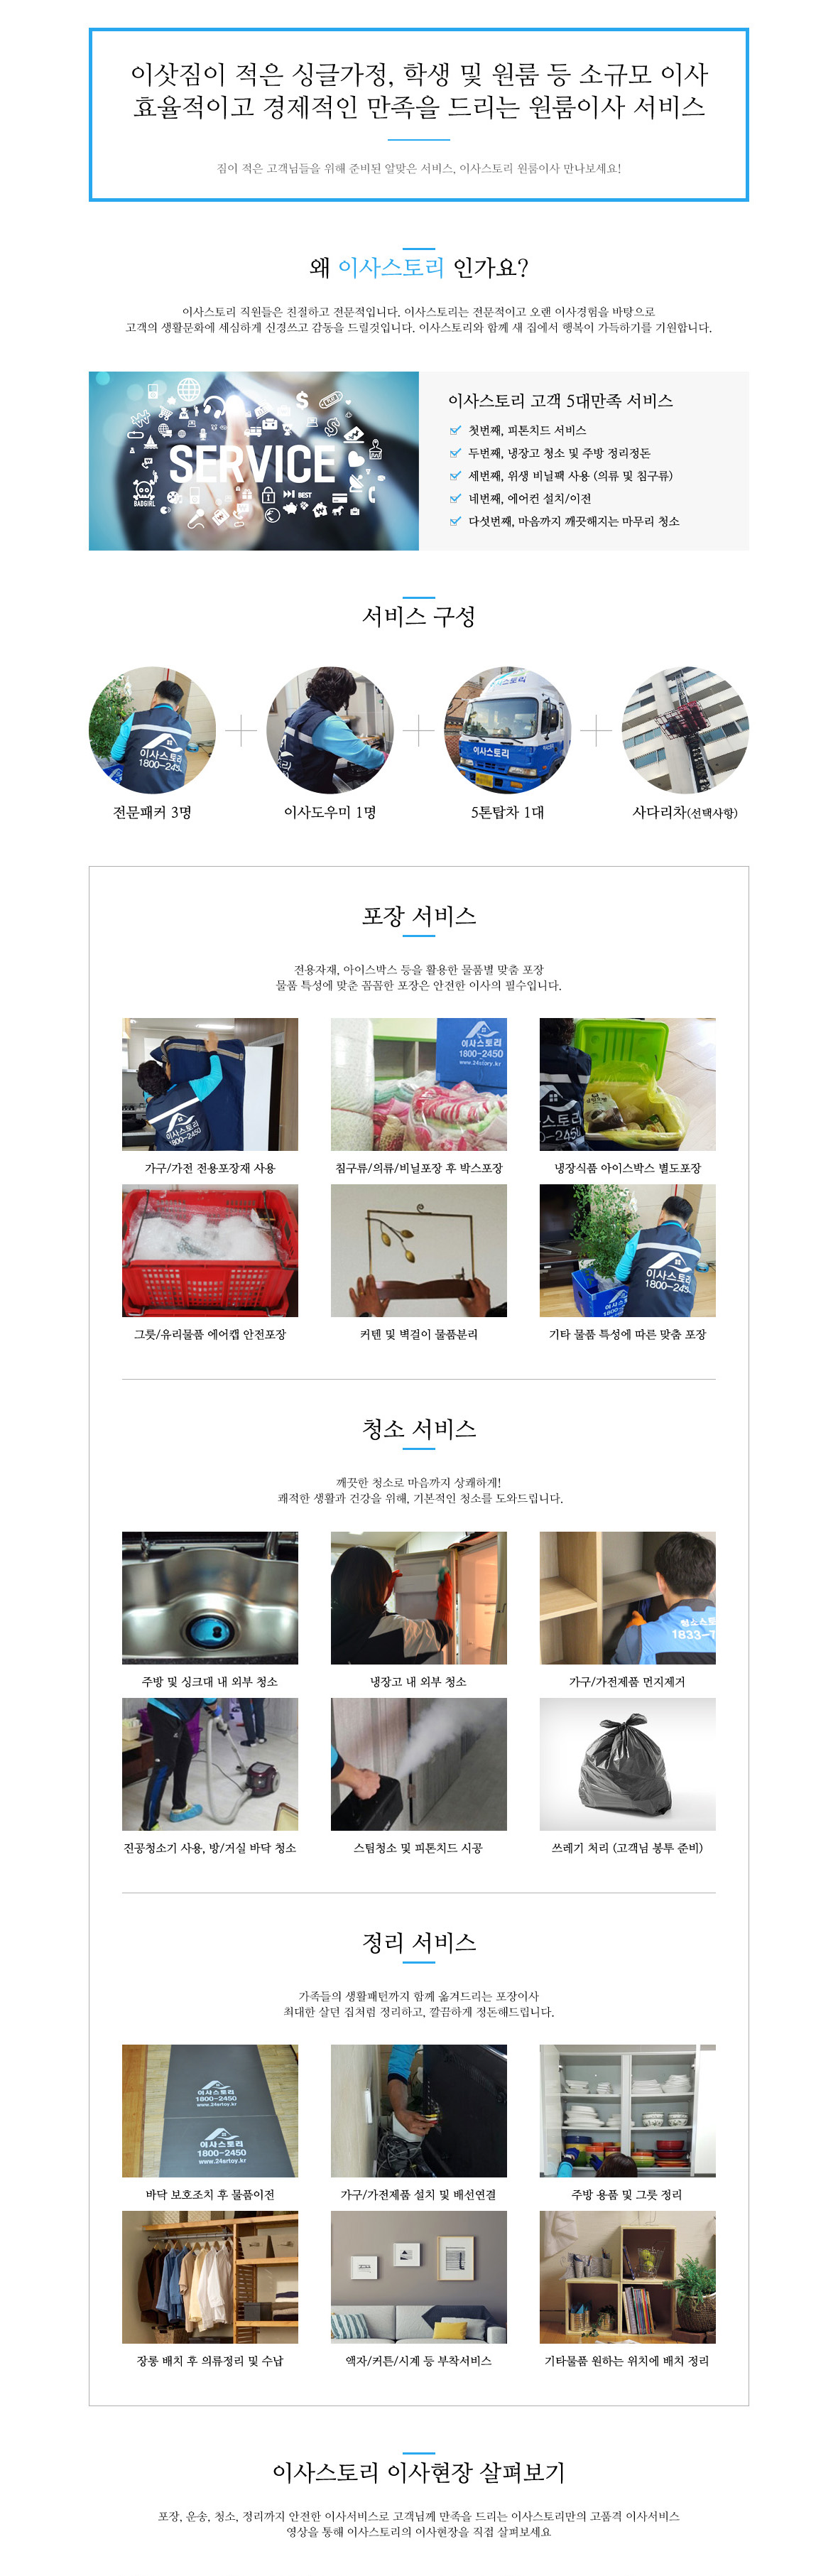 이삿짐이 적은 싱글가정, 학생 및 원룸 등 소규모 이사
효율적이고 경제적인 만족을 드리는 원룸이사 서비스
짐이 적은 고객님들을 위해 준비된 알맞은 서비스, 이사스토리 원룸이사 만나보세요!
왜 이사스토리 인가요?
이사스토리 직원들은 친절하고 전문적입니다. 이사스토리는 전문적이고 오랜 이사경험을 바탕으로
고객의 생활문화에 세심하게 신경쓰고 감동을 드릴것입니다. 이사스토리와 함께 새 집에서 행복이 가득하기를 기원합니다.
SERVICE
BEST
BADGIRL
이사스토리 고객 5대만족 서비스
첫번째, 피톤치드 서비스
두번째, 냉장고 청소 및 주방 정리정돈
세번째, 위생 비닐팩 사용 (의류 및 침구류)
네번째, 에어컨 설치/이전
다섯번째, 마음까지 깨끗해지는 마무리 청소
서비스 구성
이사스토리
1800-245
이사스토리
전문패커 3명
이사도우미 1명
5톤탑차 1대
사다리차(선택사항)
포장 서비스
전용자재, 아이스박스 등을 활용한 물품별 맞춤 포장
물품 특성에 맞춘 꼼꼼한 포장은 안전한 이사의 필수입니다.
이사스토리
1800-2450
이사스토리
1800-2450
www.24story.kr
이사스토리
0-2450
가구/가전 전용포장재 사용
침구류/의류/비닐포장 후 박스포장
냉장식품 아이스박스 별도포장
이사스토리
1800-245
그릇/유리물품 에어캡 안전포장
커텐 및 벽걸이 물품분리
기타 물품 특성에 따른 맞춤 포장
청소 서비스
깨끗한 청소로 마음까지 상쾌하게!
쾌적한 생활과 건강을 위해, 기본적인 청소를 도와드립니다.
청소스토
1833-7
주방 및 싱크대 내 외부 청소
냉장고 내 외부 청소
가구/가전제품 먼지제거
진공청소기 사용, 방/거실 바닥 청소
스팀청소 및 피톤치드 시공
쓰레기 처리 (고객님 봉투 준비)
정리 서비스
가족들의 생활패턴까지 함께 옮겨드리는 포장이사
최대한 살던 집처럼 정리하고, 깔끔하게 정돈해드립니다.
이사스토리
1800-2450
www.24srtoy.kr
이사스토리
1800-2450
www.24srtoy.kr
바닥 보호조치 후 물품이전
가구/가전제품 설치 및 배선연결
주방 용품 및 그릇 정리
장롱 배치 후 의류정리 및 수납
액자/커튼/시계 등 부착서비스
기타물품 원하는 위치에 배치 정리
이사스토리 이사현장 살펴보기
포장, 운송, 청소, 정리까지 안전한 이사서비스로 고객님께 만족을 드리는 이사스토리만의 고품격 이사서비스
영상을 통해 이사스토리의 이사현장을 직접 살펴보세요